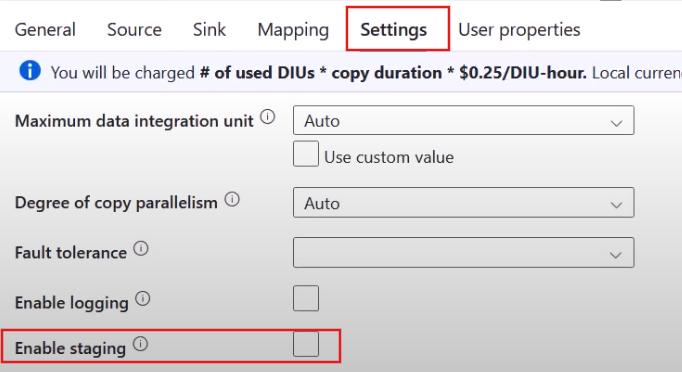 General Source Sink Mapping Settings User properties
You will be charged # of used DIUs * copy duration * $0.25/DIU-hour. Local curren
Maximum data integration unit Auto
Use custom value
Degree of copy parallelism Auto
Fault tolerance
Enable logging
Enable staging